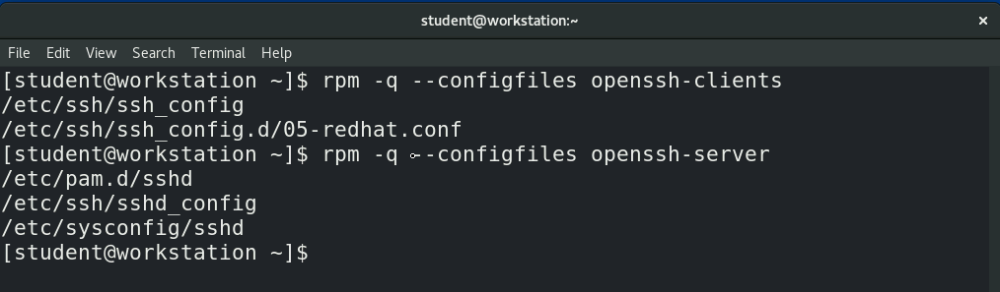 student@workstation:~
File Edit View Search Terminal Help
[student@workstation ~]$ rpm -q --configfiles openssh-clients
/etc/ssh/ssh_config
/etc/ssh/ssh_config.d/05-redhat.conf
[student@workstation ~]$ rpm -q --configfiles openssh-server
/etc/pam.d/sshd
/etc/ssh/sshd_config
/etc/sysconfig/sshd
[student@workstation ~]$